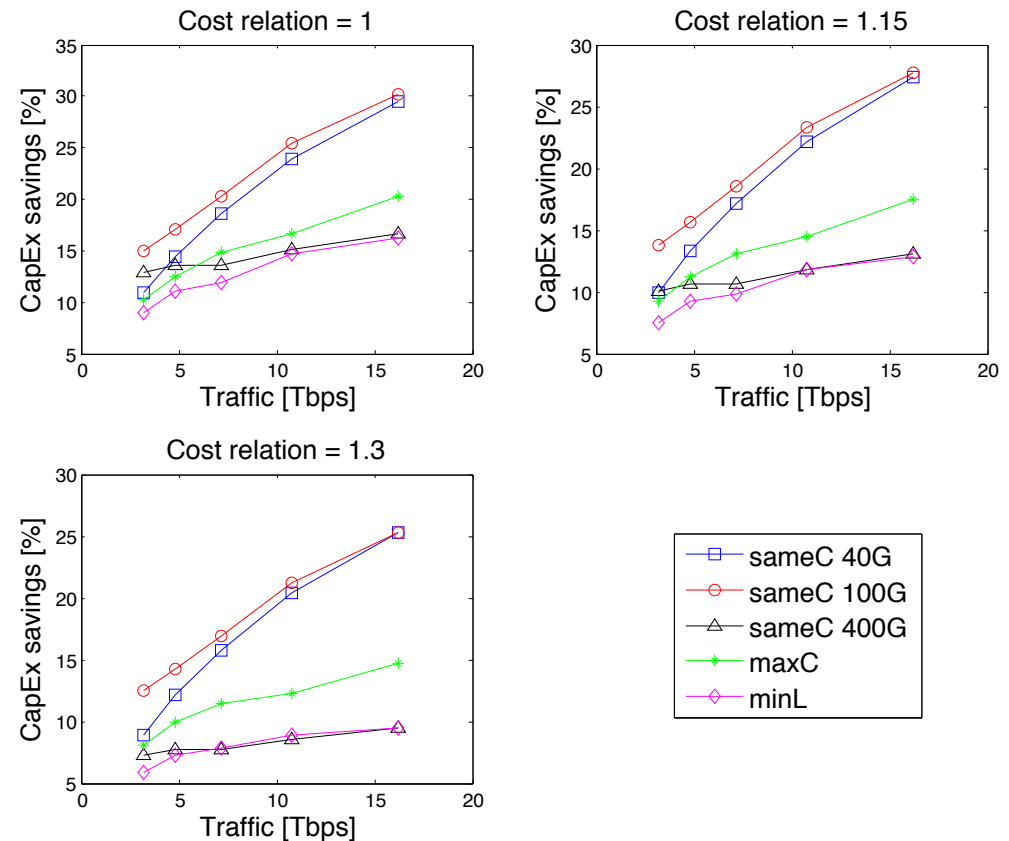 Cost relation = 1
35
30
25
20
15
10
5
0 5 10 15 20
CapEx savings [%]
Traffic [Tbps]
Cost relation = 1.15
30
25
20
15
10
5
0 5 10 15 20
CapEx savings [%]
Traffic [Tbps]
Cost relation = 1.3
30
25
20
15
10
5
0 5 10 15 20
CapEx savings [%]
Traffic [Tbps]
sameC 40G
sameC 100G
sameC 400G
maxC
minL